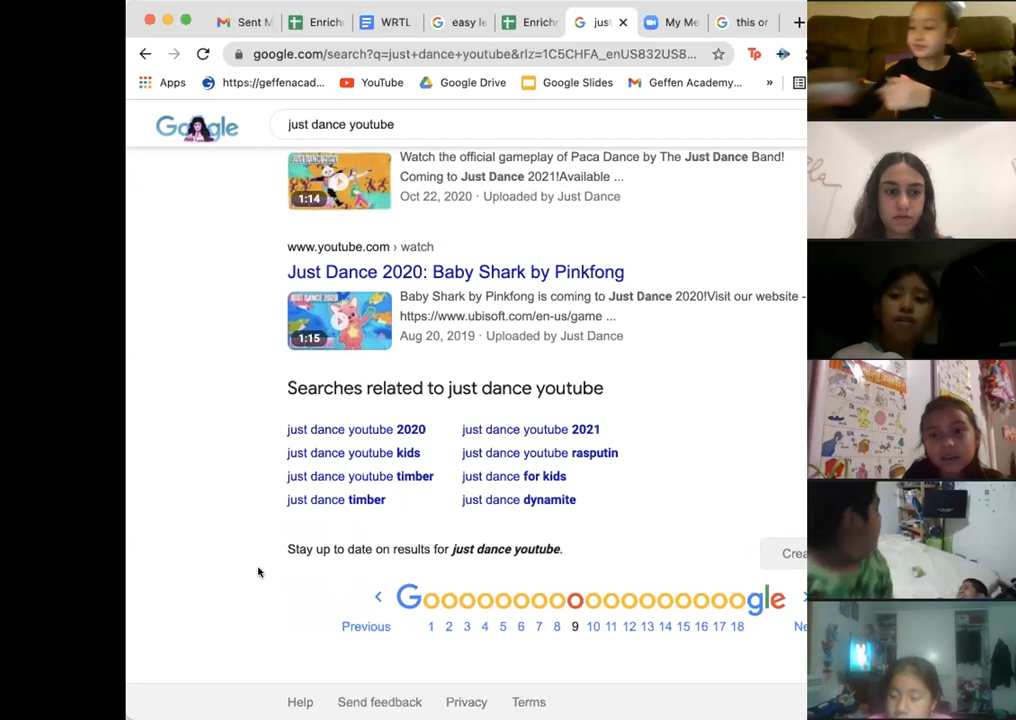 Sent M
Enrichi
WRTL
easy le
Enrichi
just
My Me
this or
google.com/search?q=just+dance+youtube&rlz=1C5CHFA_enUS832US8...
Apps
https://geffenacad...
YouTube
Google Drive
Google Slides
Geffen Academy...
»
Google
just dance youtube
Watch the official gameplay of Paca Dance by The Just Dance Band!
Coming to Just Dance 2021!Available ...
1:14
Oct 22, 2020 · Uploaded by Just Dance
www.youtube.com › watch
Just Dance 2020: Baby Shark by Pinkfong
Baby Shark by Pinkfong is coming to Just Dance 2020!Visit our website -
https://www.ubisoft.com/en-us/game ...
1:15
Aug 20, 2019 · Uploaded by Just Dance
Searches related to just dance youtube
just dance youtube 2020
just dance youtube 2021
just dance youtube kids
just dance youtube rasputin
just dance youtube timber
just dance for kids
just dance timber
just dance dynamite
Stay up to date on results for just dance youtube.
Crea
Goooooooooooooooooogle
Previous 1 2 3 4 5 6 7 8 9 10 11 12 13 14 15 16 17 18 Ne
Help Send feedback Privacy Terms